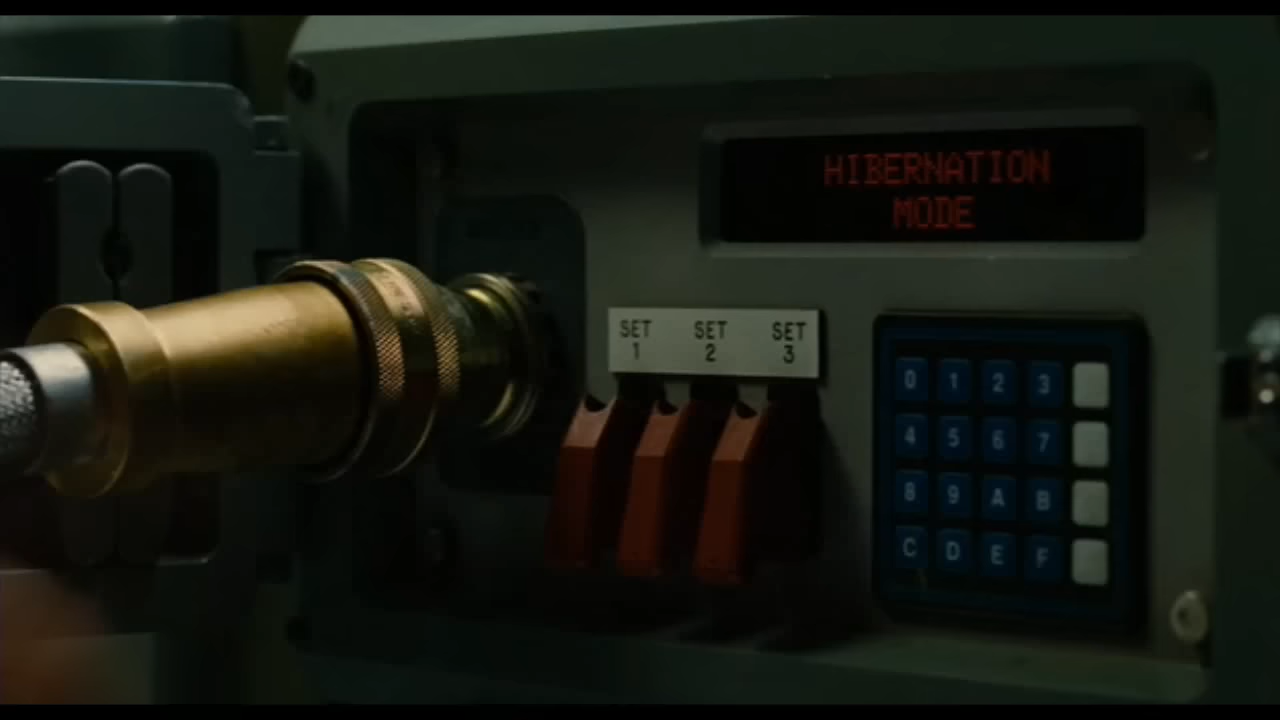 HIBERNATION
MODE
SET SET SET
1 2 3
0 1 2 3
4 5 6 7
8 9 A B
C D E F